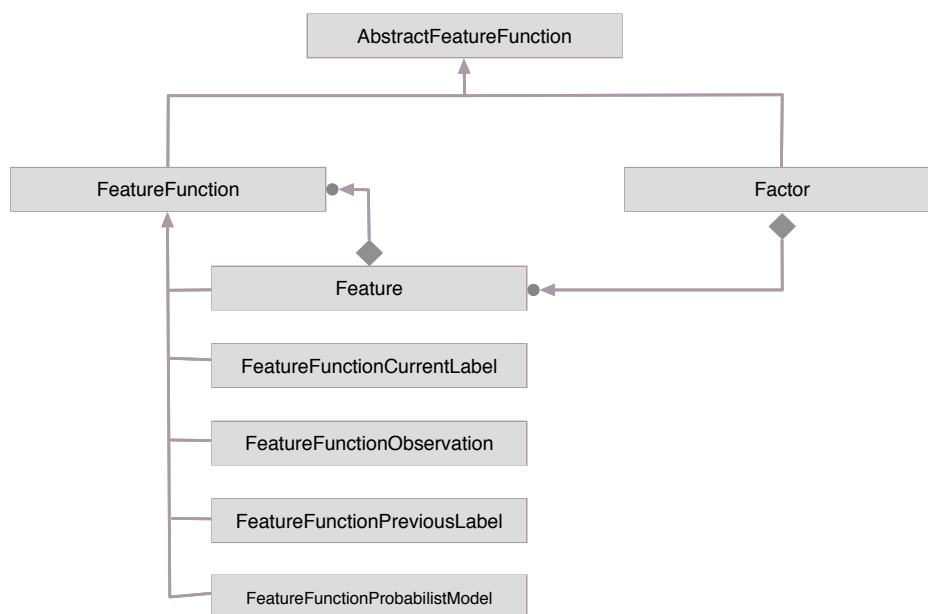 AbstractFeatureFunction
FeatureFunction
Factor
Feature
FeatureFunctionCurrentLabel
FeatureFunctionObservation
FeatureFunctionPreviousLabel
FeatureFunctionProbabilistModel